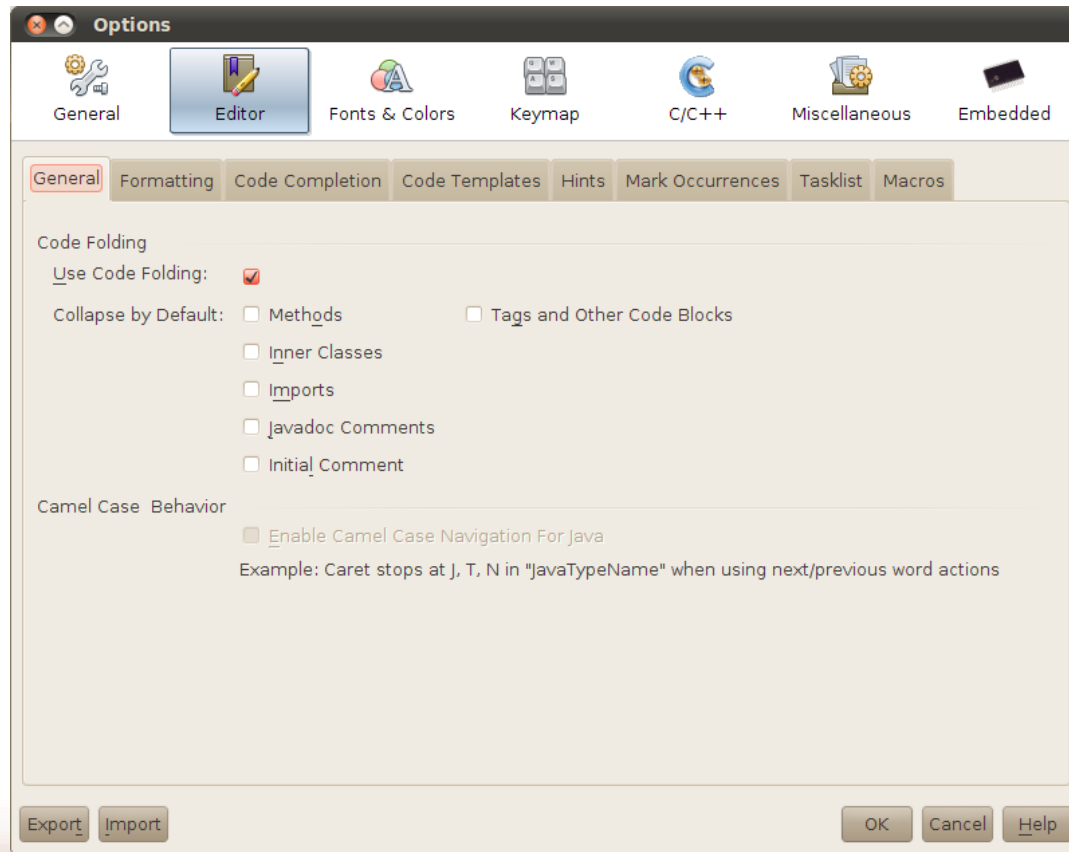 Options
General Editor Fonts & Colors Keymap C/C++ Miscellaneous Embedded
General Formatting Code Completion Code Templates Hints Mark Occurrences Tasklist Macros
Code Folding
Use Code Folding:
Collapse by Default: Methods Tags and Other Code Blocks
Inner Classes
Imports
Javadoc Comments
Initial Comment
Camel Case  Behavior
Enable Camel Case Navigation For Java
Example: Caret stops at J, T, N in "JavaTypeName" when using next/previous word actions
Export Import OK Cancel Help